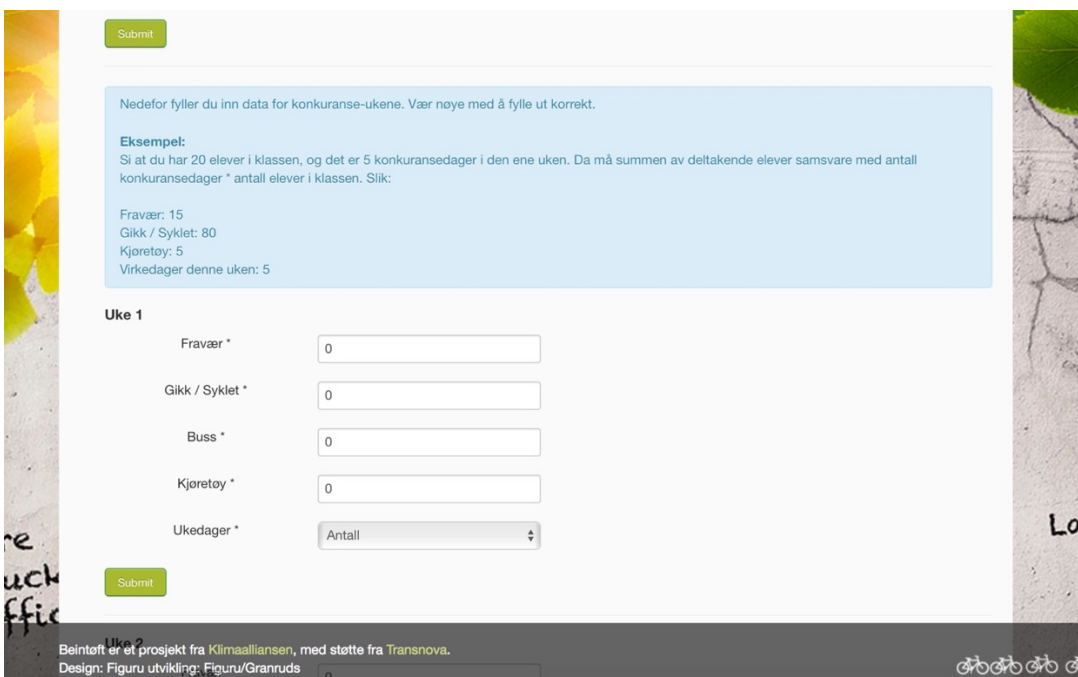 Submit
Nedefor fyller du inn data for konkuranse-ukene. Vær nøye med å fylle ut korrekt.
Eksempel:
Si at du har 20 elever i klassen, og det er 5 konkuransedager i den ene uken. Da må summen av deltakende elever samsvare med antall
konkuransedager * antall elever i klassen. Slik:
Fravær: 15
Gikk / Syklet: 80
Kjøretøy: 5
Virkedager denne uken: 5
Uke 1
Fravær * 0
Gikk / Syklet * 0
Buss * 0
Kjøretøy * 0
Ukedager * Antall
Submit
Uke 2
Beintøft er et prosjekt fra Klimaalliansen, med støtte fra Transnova.
Design: Figuru utvikling: Figuru/Granruds